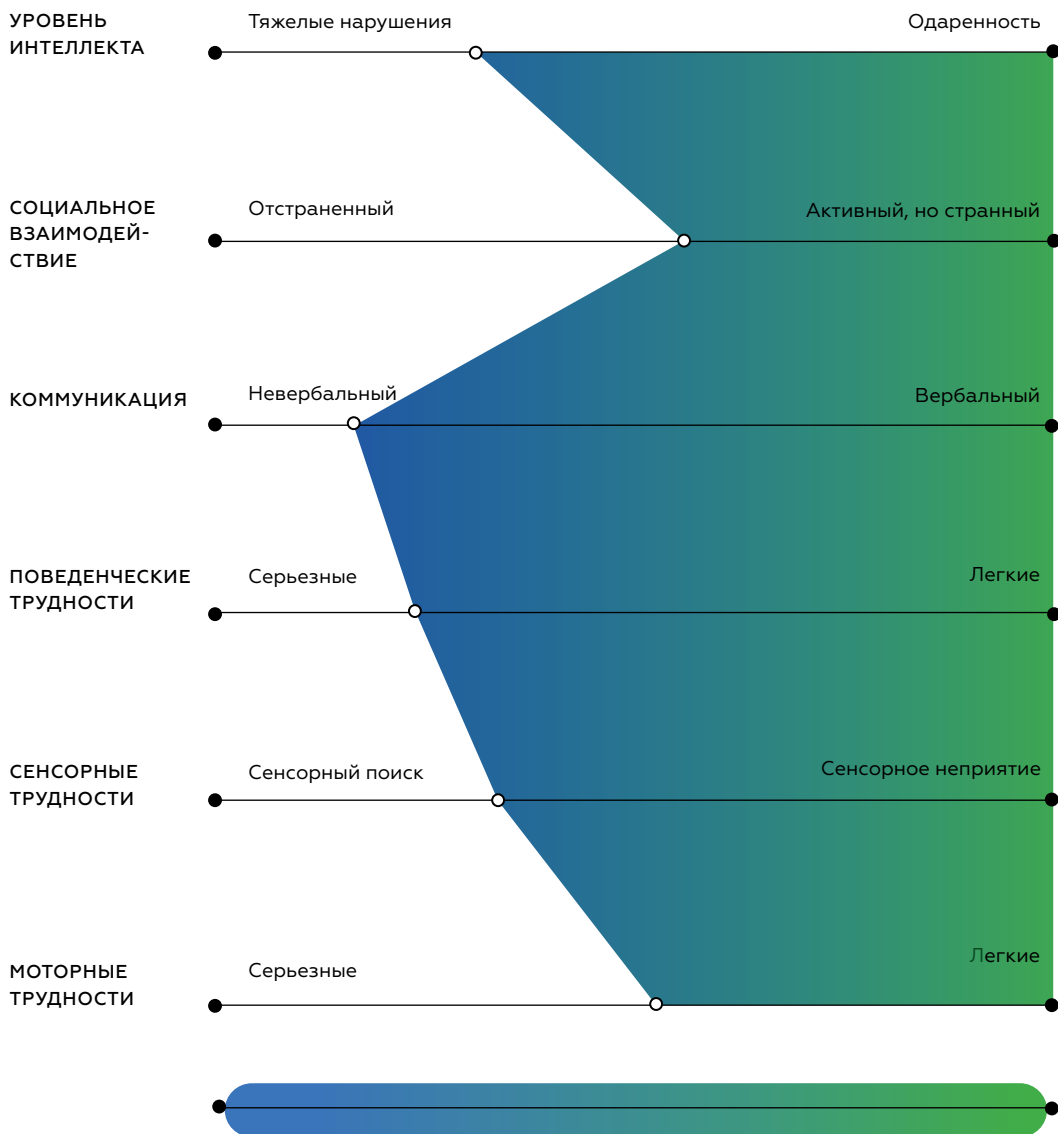 УРОВЕНЬ
ИНТЕЛЛЕКТА
Тяжелые нарушения
Одаренность
СОЦИАЛЬНОЕ
ВЗАИМОДЕЙ-
СТВИЕ
Отстраненный
Активный, но странный
КОММУНИКАЦИЯ
Невербальный
Вербальный
ПОВЕДЕНЧЕСКИЕ
ТРУДНОСТИ
Серьезные
Легкие
СЕНСОРНЫЕ
ТРУДНОСТИ
Сенсорный поиск
Сенсорное неприятие
МОТОРНЫЕ
ТРУДНОСТИ
Серьезные
Легкие